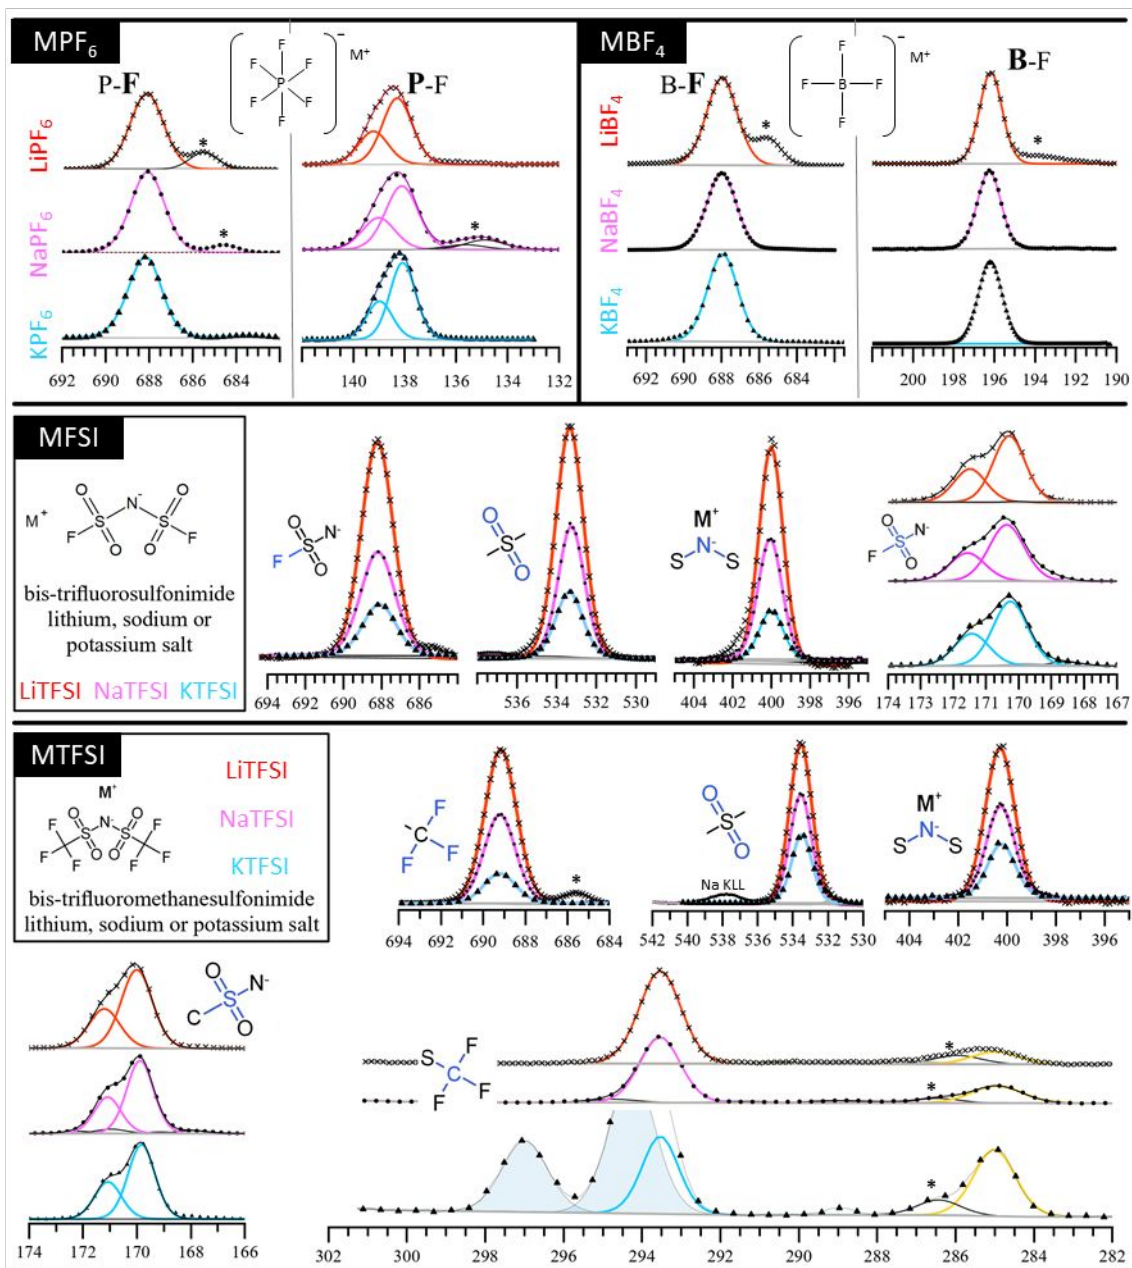 MPF6
P-F
P-F
F F F P F F F
−
M+
LiPF6
NaPF6
KPF6
*
*
*
692 690 688 686 684
140 138 136 134 132
MBF4
B-F
B-F
F F B F F
−
M+
LiBF4
NaBF4
KBF4
*
*
692 690 688 686 684
200 198 196 194 192 190
MFSI
M+
O O N- O O S S F F
bis-trifluorosulfonimide
lithium, sodium or
potassium salt
LiTFSI NaTFSI KTFSI
O S N- F O
O S O
M+
S N- S
O S N- F O
694 692 690 688 686
536 534 532 530
404 402 400 398 396
174 173 172 171 170 169 168 167
MTFSI
LiTFSI
NaTFSI
KTFSI
M+
O O N- O O S S F F F F F F
bis-trifluoromethanesulfonimide
lithium, sodium or potassium salt
F C F F
*
694 692 690 688 686 684
O S O
Na KLL
542 540 538 536 534 532 530
M+
S N- S
404 402 400 398 396
O S N- C O
174 172 170 168 166
S F C F F
*
*
*
302 300 298 296 294 292 290 288 286 284 282